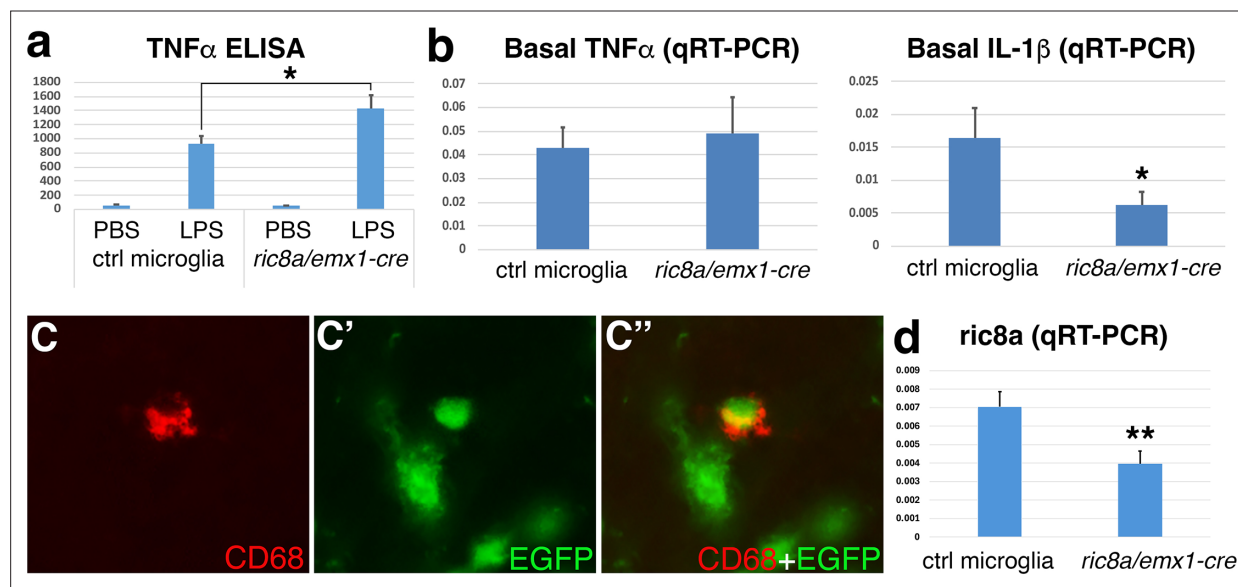 a
TNFα ELISA
*
1800
1600
1400
1200
1000
800
600
400
200
0
PBS LPS PBS LPS
ctrl microglia ric8a/emx1-cre
b
Basal TNFα (qRT-PCR)
0.07
0.06
0.05
0.04
0.03
0.02
0.01
0
ctrl microglia ric8a/emx1-cre
Basal IL-1β (qRT-PCR)
0.025
0.02
0.015
0.01
0.005
0
*
ctrl microglia ric8a/emx1-cre
C
CD68
C'
EGFP
C"
CD68+EGFP
d
ric8a (qRT-PCR)
0.009
0.008
0.007
0.006
0.005
0.004
0.003
0.002
0.001
0
**
ctrl microglia ric8a/emx1-cre